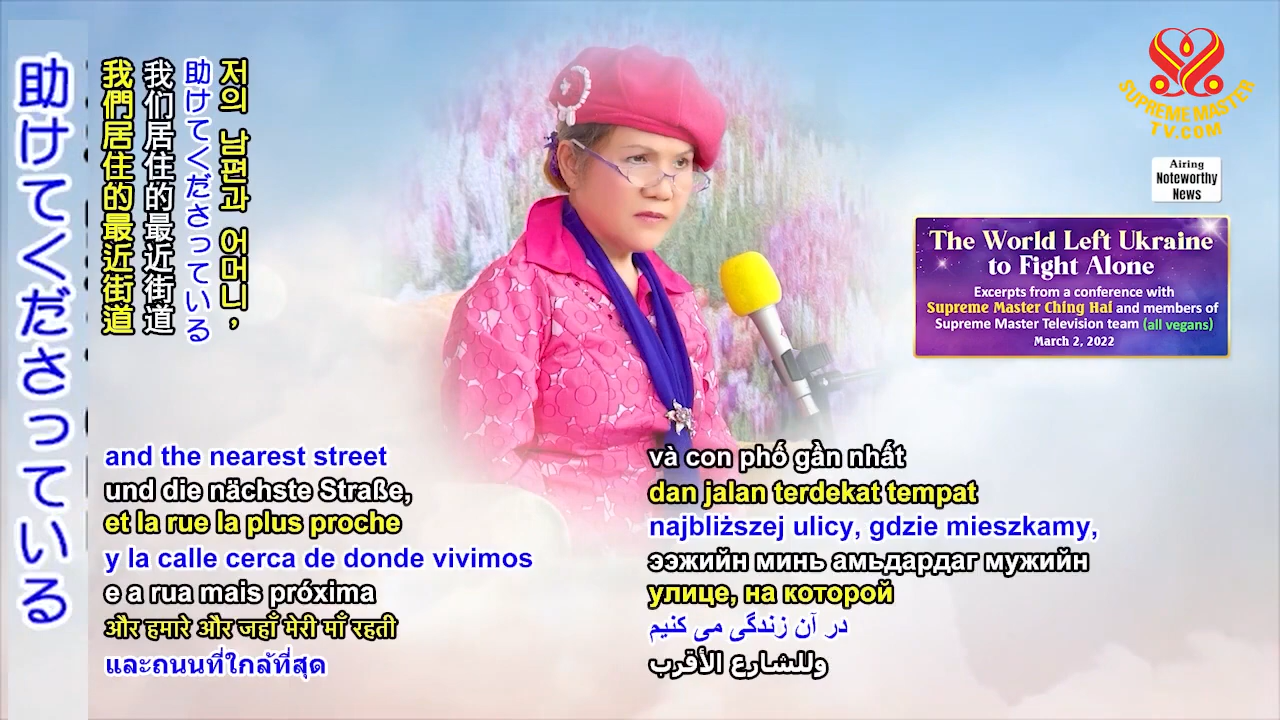 助けてくださっている
我們居住的最近街道
我们居住的最近街道
助けてくださっている
저의 남편과 어머니,
SUPREME MASTER
TV.COM
Airing
Noteworthy
News
The World Left Ukraine
to Fight Alone
Excerpts from a conference with
Supreme Master Ching Hai and members of
Supreme Master Television team (all vegans)
March 2, 2022
and the nearest street
und die nächste Straße,
et la rue la plus proche
y la calle cerca de donde vivimos
e a rua mais próxima
और हमारे और जहाँ मेरी माँ रहती
และถนนที่ใกล้ที่สุด
và con phố gần nhất
dan jalan terdekat tempat
najbliższej ulicy, gdzie mieszkamy,
ээжийн минь амьдардаг мужийн
улице, на которой
در آن زندگی می کنیم
وللشارع الأقرب